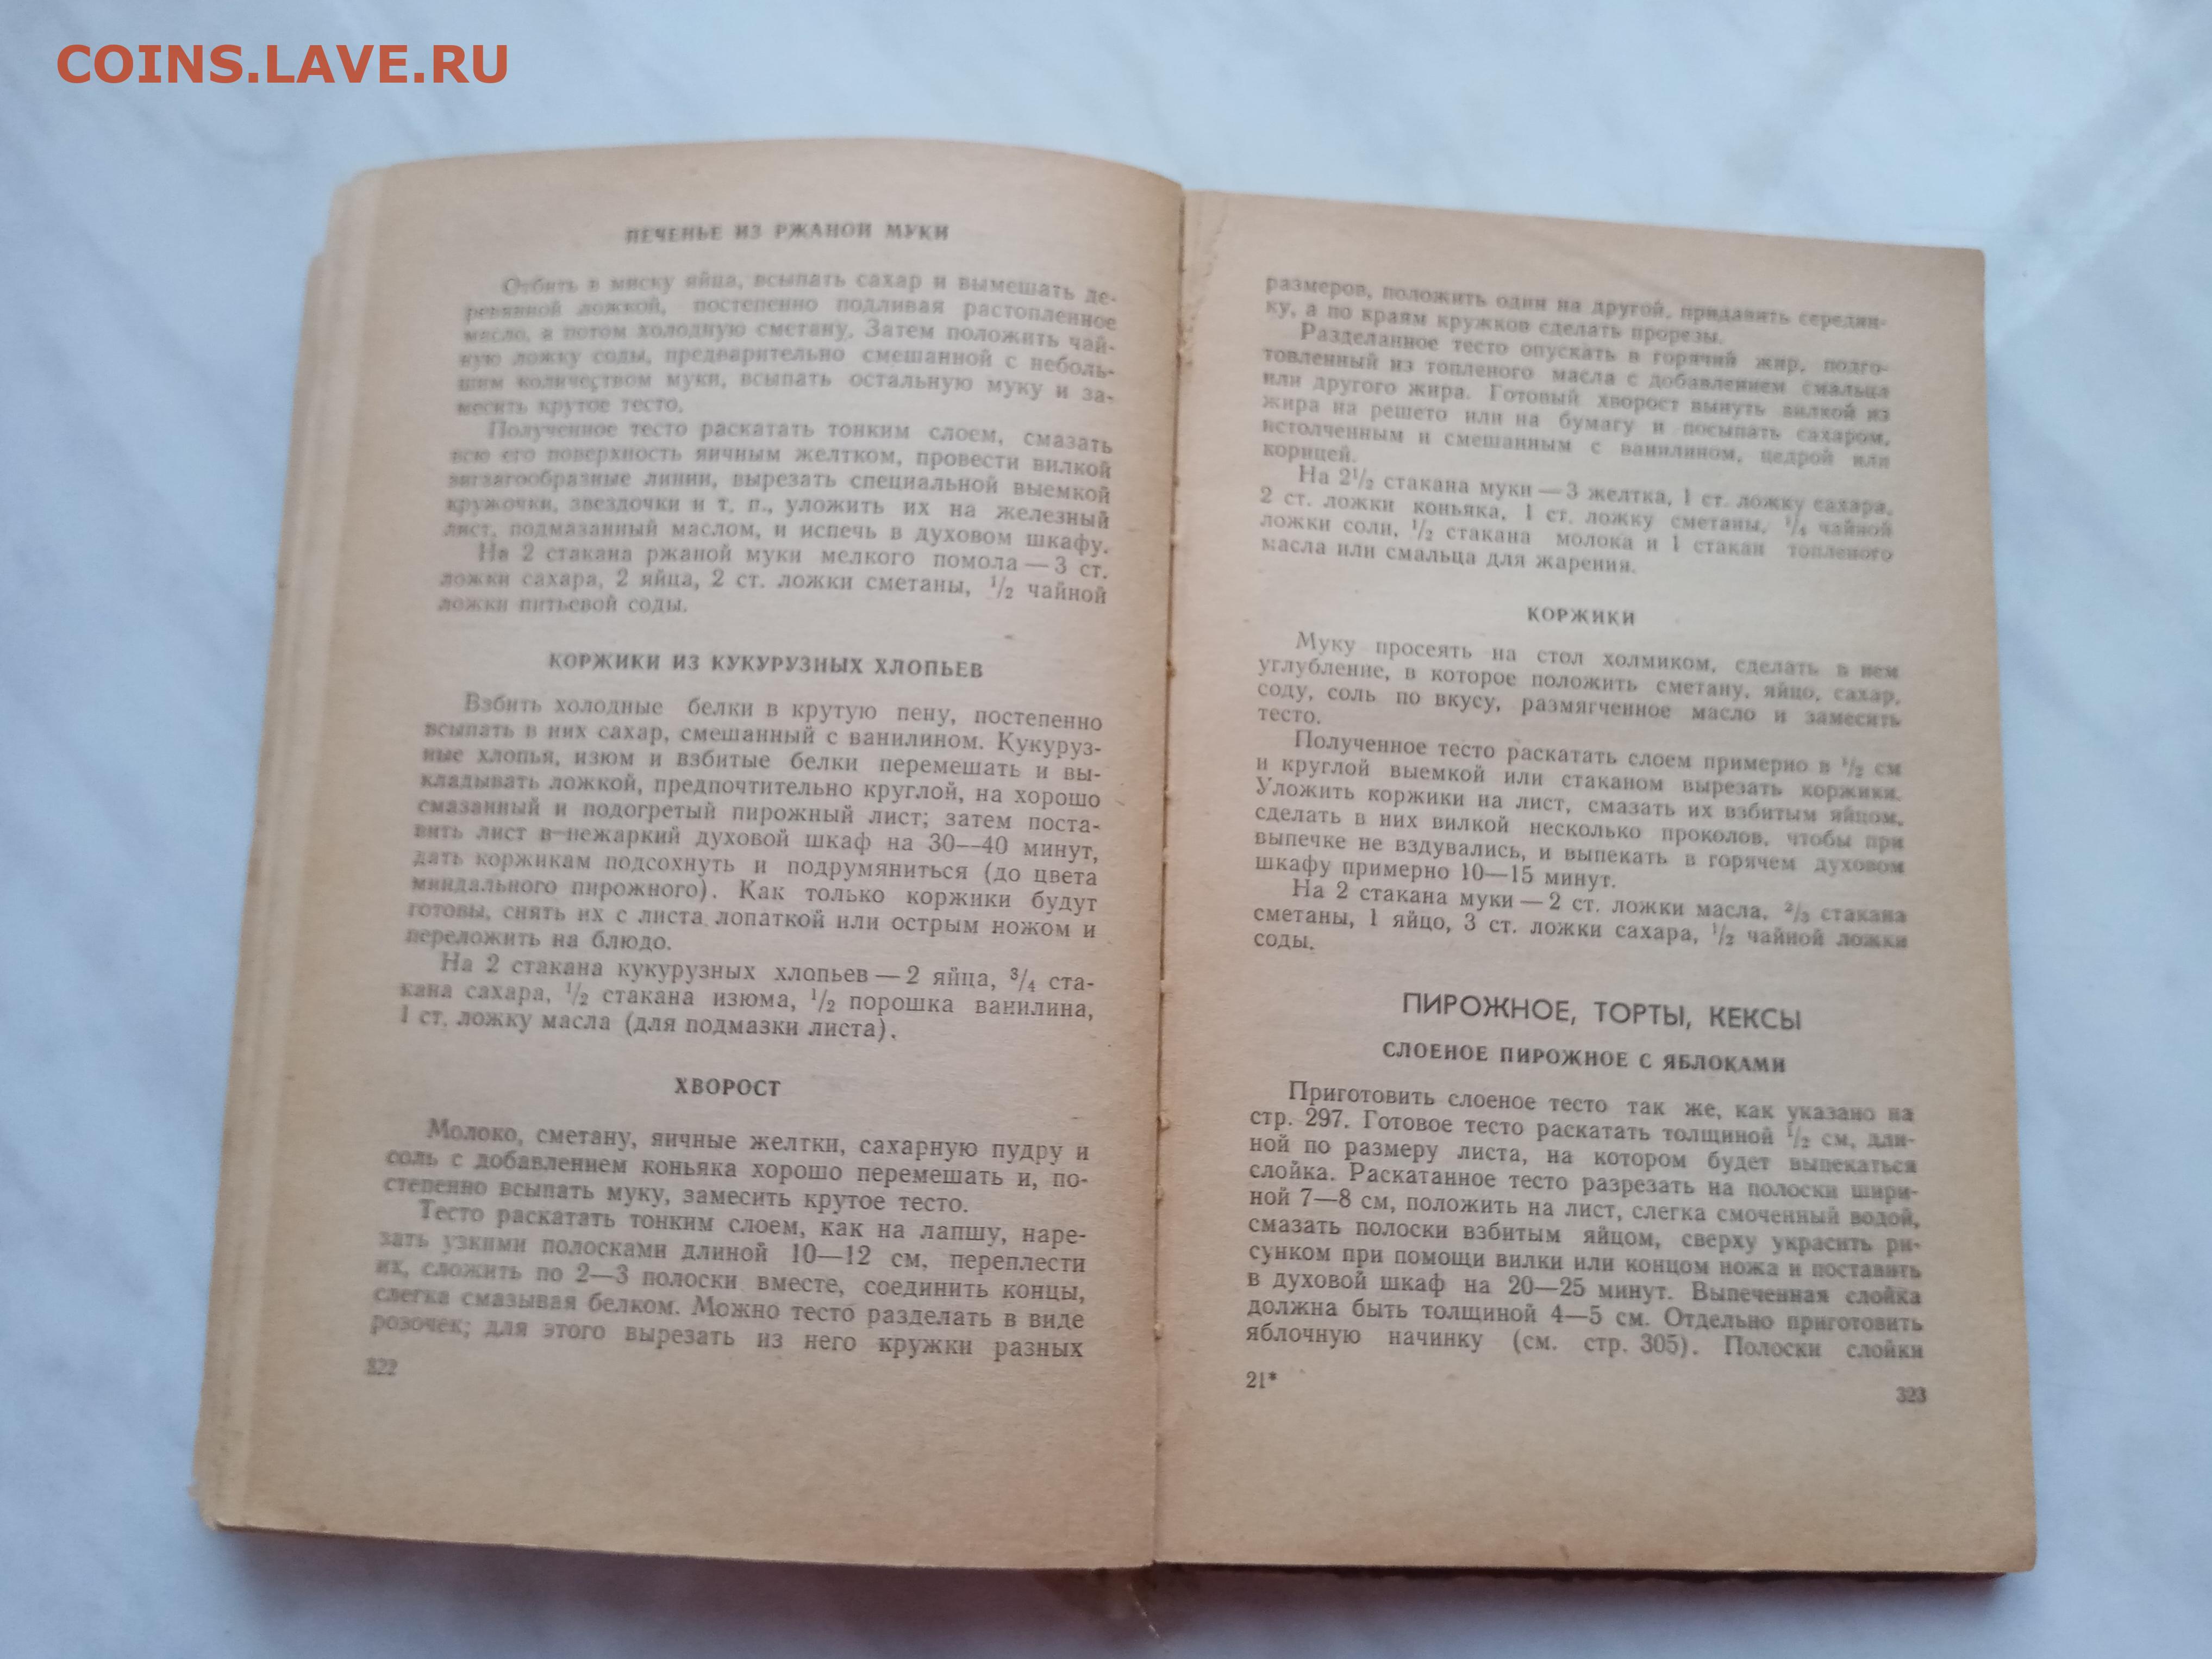 COINS.LAVE.RU
ПЕЧЕНЬЕ ИЗ РЖАНОЙ МУКИ
Отбить в миску яйца, всыпать сахар и вымешать де-
ревянной ложкой, постепенно подливая растопленное
масло, а потом холодную сметану. Затем положить чай-
ную ложку соды, предварительно смешанной с неболь-
шим количеством муки, всыпать остальную муку и за-
месить крутое тесто.
Полученное тесто раскатать тонким слоем, смазать
всю его поверхность яичным желтком, провести вилкой
зигзагообразные линии, вырезать специальной выемкой
кружочки, звездочки и т. п., уложить их на железный
лист, подмазанный маслом, и испечь в духовом шкафу.
На 2 стакана ржаной муки мелкого помола — 3 ст.
ложки сахара, 2 яйца, 2 ст. ложки сметаны, 1/2 чайной
ложки питьевой соды.
КОРЖИКИ ИЗ КУКУРУЗНЫХ ХЛОПЬЕВ
Взбить холодные белки в крутую пену, постепенно
всыпать в них сахар, смешанный с ванилином. Кукуруз-
ные хлопья, изюм и взбитые белки перемешать и вы-
кладывать ложкой, предпочтительно круглой, на хорошо
смазанный и подогретый пирожный лист; затем поста-
вить лист в нежаркий духовой шкаф на 30—40 минут,
дать коржикам подсохнуть и подрумяниться (до цвета
миндального пирожного). Как только коржики будут
готовы, снять их с листа лопаткой или острым ножом и
переложить на блюдо.
На 2 стакана кукурузных хлопьев — 2 яйца, 3/4 ста-
кана сахара, 1/2 стакана изюма, 1/2 порошка ванилина,
1 ст. ложку масла (для подмазки листа).
ХВОРОСТ
Молоко, сметану, яичные желтки, сахарную пудру и
соль с добавлением коньяка хорошо перемешать и, по-
степенно всыпать муку, замесить крутое тесто.
Тесто раскатать тонким слоем, как на лапшу, наре-
зать узкими полосками длиной 10—12 см, переплести
их, сложить по 2—3 полоски вместе, соединить концы,
слегка смазывая белком. Можно тесто разделать в виде
розочек; для этого вырезать из него кружки разных
322
размеров, положить один на другой, придавить середин-
ку, а по краям кружков сделать прорезы.
Разделанное тесто опускать в горячий жир, подго-
товленный из топленого масла с добавлением смальца
или другого жира. Готовый хворост вынуть вилкой из
жира на решето или на бумагу и посыпать сахаром,
истолченным и смешанным с ванилином, цедрой или
корицей.
На 2 1/2 стакана муки — 3 желтка, 1 ст. ложку сахара,
2 ст. ложки коньяка, 1 ст. ложку сметаны, 1/4 чайной
ложки соли, 1/2 стакана молока и 1 стакан топленого
масла или смальца для жарения.
КОРЖИКИ
Муку просеять на стол холмиком, сделать в нем
углубление, в которое положить сметану, яйцо, сахар,
соду, соль по вкусу, размягченное масло и замесить
тесто.
Полученное тесто раскатать слоем примерно в 1/2 см
и круглой выемкой или стаканом вырезать коржики.
Уложить коржики на лист, смазать их взбитым яйцом,
сделать в них вилкой несколько проколов, чтобы при
выпечке не вздувались, и выпекать в горячем духовом
шкафу примерно 10—15 минут.
На 2 стакана муки — 2 ст. ложки масла, 2/3 стакана
сметаны, 1 яйцо, 3 ст. ложки сахара, 1/2 чайной ложки
соды.
ПИРОЖНОЕ, ТОРТЫ, КЕКСЫ
СЛОЕНОЕ ПИРОЖНОЕ С ЯБЛОКАМИ
Приготовить слоеное тесто так же, как указано на
стр. 297. Готовое тесто раскатать толщиной 1/2 см, дли-
ной по размеру листа, на котором будет выпекаться
слойка. Раскатанное тесто разрезать на полоски шири-
ной 7—8 см, положить на лист, слегка смоченный водой,
смазать полоски взбитым яйцом, сверху украсить ри-
сунком при помощи вилки или концом ножа и поставить
в духовой шкаф на 20—25 минут. Выпеченная слойка
должна быть толщиной 4—5 см. Отдельно приготовить
яблочную начинку (см. стр. 305). Полоски слойки
21*
323